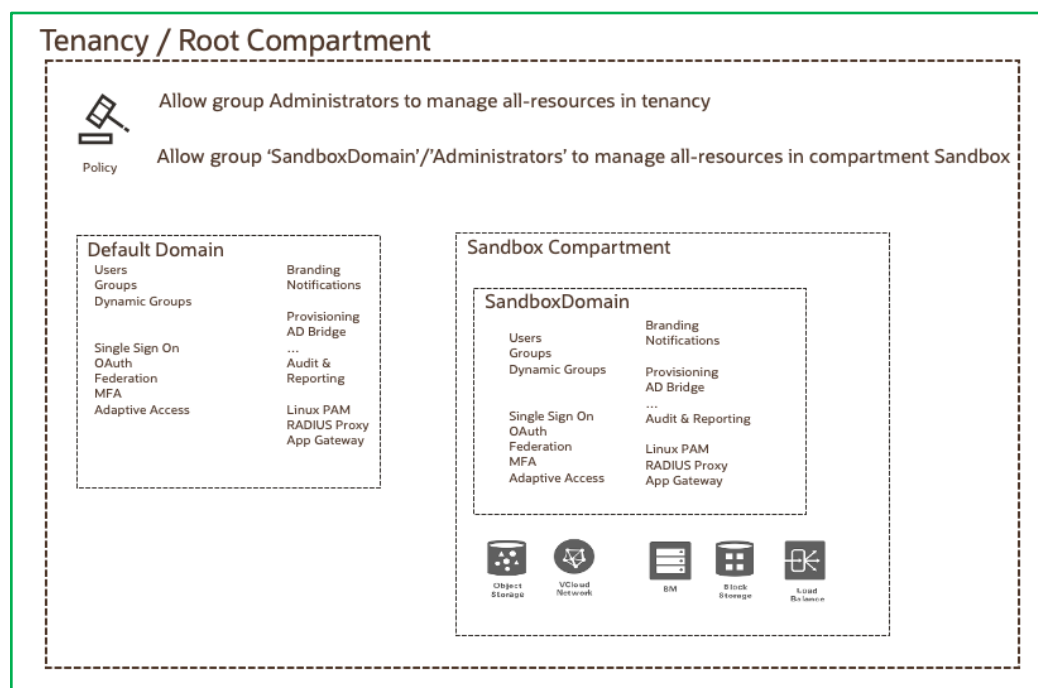 Tenancy / Root Compartment
Allow group Administrators to manage all-resources in tenancy
Policy
Allow group ‘SandboxDomain’/’Administrators’ to manage all-resources in compartment Sandbox
Default Domain
Users
Groups
Dynamic Groups
Single Sign On
OAuth
Federation
MFA
Adaptive Access
Branding
Notifications
Provisioning
AD Bridge
...
Audit &
Reporting
Linux PAM
RADIUS Proxy
App Gateway
Sandbox Compartment
SandboxDomain
Users
Groups
Dynamic Groups
Single Sign On
OAuth
Federation
MFA
Adaptive Access
Branding
Notifications
Provisioning
AD Bridge
...
Audit & Reporting
Linux PAM
RADIUS Proxy
App Gateway
Object
Storage
VCloud
Network
BM
Block
Storage
Load
Balance